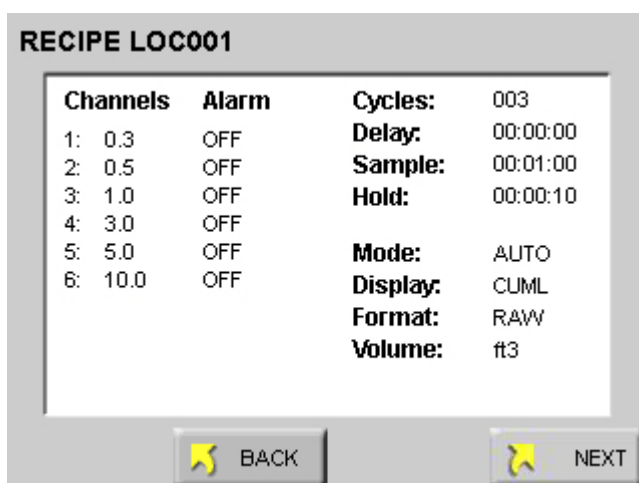 RECIPE LOC001
Channels Alarm
1: 0.3 OFF
2: 0.5 OFF
3: 1.0 OFF
4: 3.0 OFF
5: 5.0 OFF
6: 10.0 OFF
Cycles: 003
Delay: 00:00:00
Sample: 00:01:00
Hold: 00:00:10
Mode: AUTO
Display: CUML
Format: RAW
Volume: ft3
BACK
NEXT